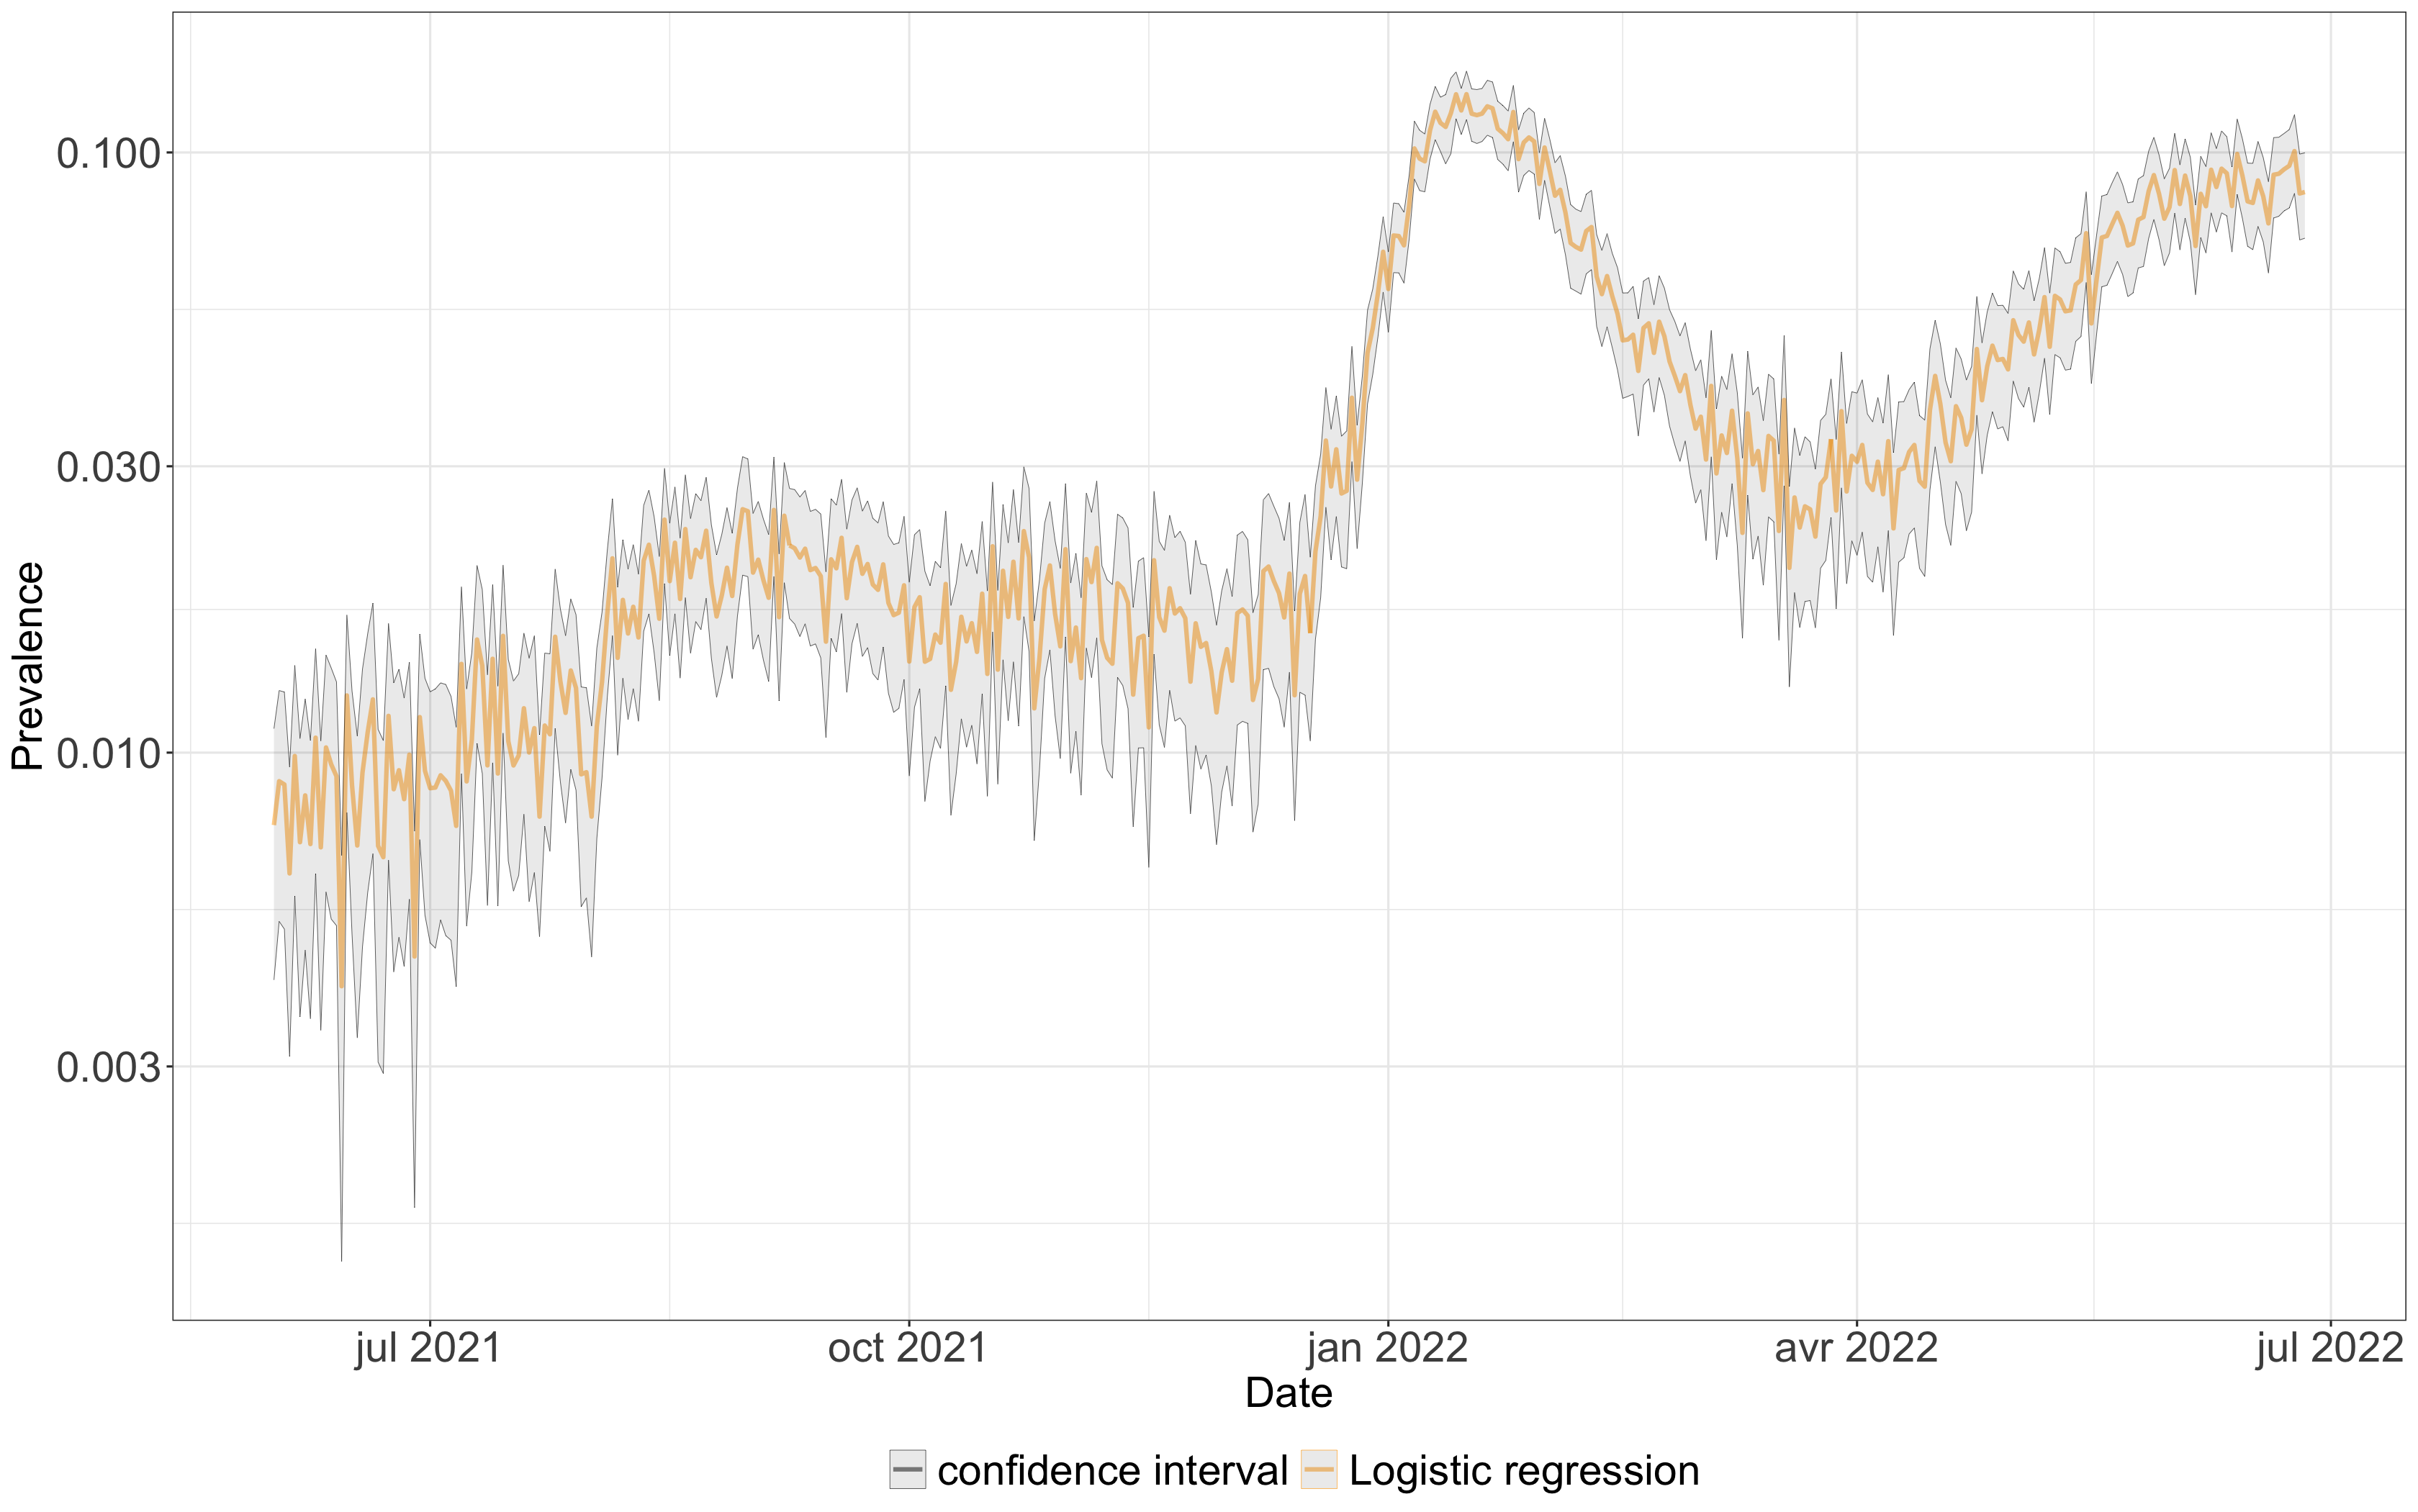 Prevalence
0.100
0.030
0.010
0.003
jul 2021 oct 2021 jan 2022 avr 2022 jul 2022
Date
confidence interval Logistic regression